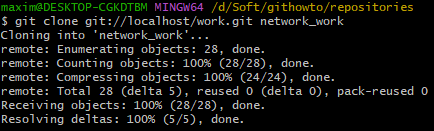 maxim@DESKTOP-CGKDTBM MINGW64 /d/Soft/githowto/repositories
$ git clone git://localhost/work.git network_work
Cloning into 'network_work'...
remote: Enumerating objects: 28, done.
remote: Counting objects: 100% (28/28), done.
remote: Compressing objects: 100% (24/24), done.
remote: Total 28 (delta 5), reused 0 (delta 0), pack-reused 0
Receiving objects: 100% (28/28), done.
Resolving deltas: 100% (5/5), done.